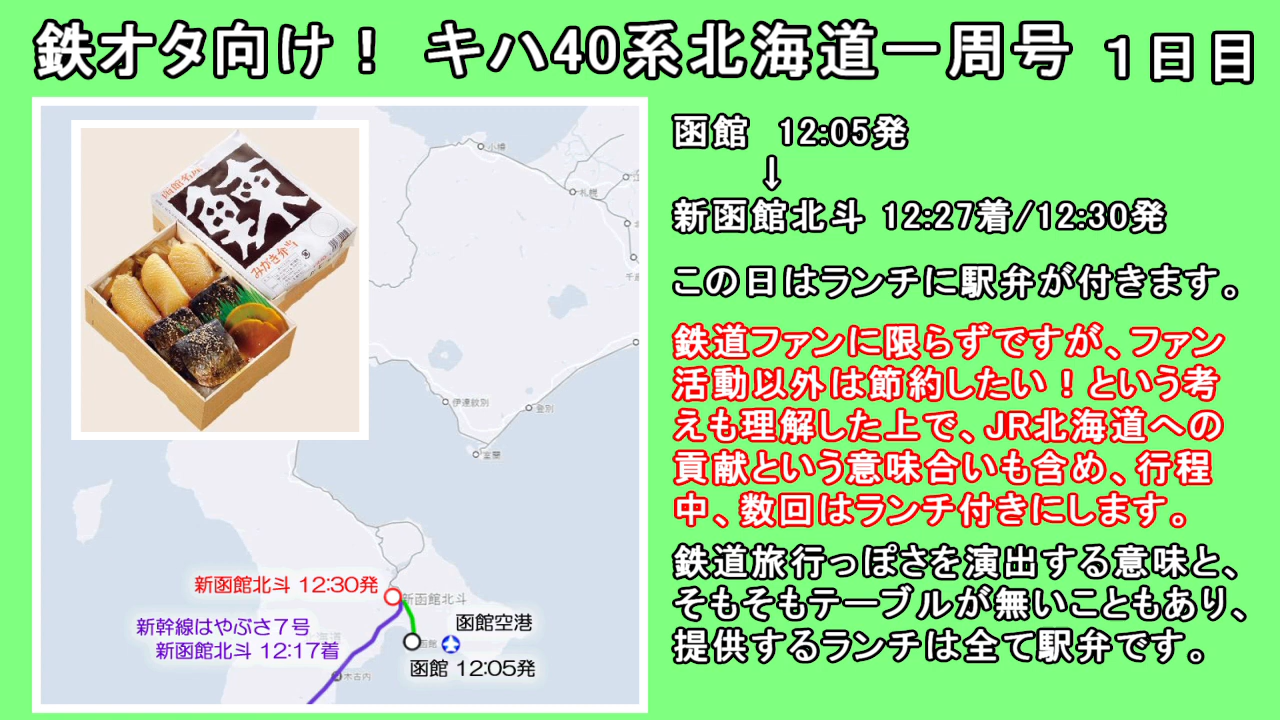 鉄オタ向け！ キハ40系北海道一周号 １日目
函館 12:05発
↓
新函館北斗 12:27着/12:30発
この日はランチに駅弁が付きます。
鉄道ファンに限らずですが、ファン
活動以外は節約したい！という考
えも理解した上で、JR北海道への
貢献という意味合いも含め、行程
中、数回はランチ付きにします。
鉄道旅行っぽさを演出する意味と、
そもそもテーブルが無いこともあり、
提供するランチは全て駅弁です。
鰊
みがき弁当
小樽
札幌
伊達紋別
登別
室蘭
新函館北斗 12:30発
新函館北斗
新幹線はやぶさ７号
新函館北斗 12:17着
函館空港
函館
函館 12:05発
木古内